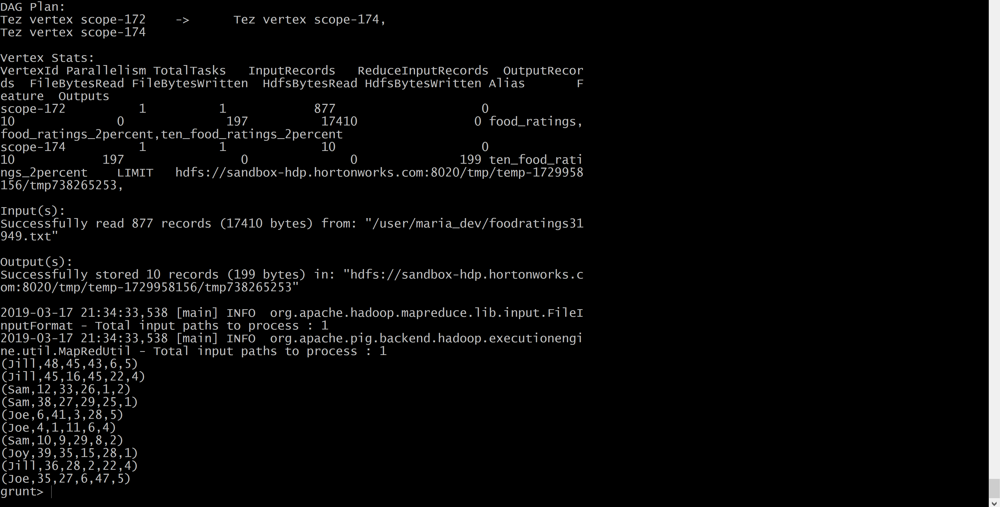 DAG Plan:
Tez vertex scope-172    ->      Tez vertex scope-174,
Tez vertex scope-174

Vertex Stats:
VertexId Parallelism TotalTasks   InputRecords   ReduceInputRecords  OutputRecor
ds  FileBytesRead FileBytesWritten  HdfsBytesRead HdfsBytesWritten Alias       F
eature  Outputs
scope-172          1          1            877                    0
10              0              197          17410                0 food_ratings,
food_ratings_2percent,ten_food_ratings_2percent
scope-174          1          1             10                    0
10            197                0              0              199 ten_food_rati
ngs_2percent    LIMIT   hdfs://sandbox-hdp.hortonworks.com:8020/tmp/temp-1729958
156/tmp738265253,

Input(s):
Successfully read 877 records (17410 bytes) from: "/user/maria_dev/foodratings31
949.txt"

Output(s):
Successfully stored 10 records (199 bytes) in: "hdfs://sandbox-hdp.hortonworks.c
om:8020/tmp/temp-1729958156/tmp738265253"

2019-03-17 21:34:33,538 [main] INFO  org.apache.hadoop.mapreduce.lib.input.FileI
nputFormat - Total input paths to process : 1
2019-03-17 21:34:33,538 [main] INFO  org.apache.pig.backend.hadoop.executionengi
ne.util.MapRedUtil - Total input paths to process : 1
(Jill,48,45,43,6,5)
(Jill,45,16,45,22,4)
(Sam,12,33,26,1,2)
(Sam,38,27,29,25,1)
(Joe,6,41,3,28,5)
(Joe,4,1,11,6,4)
(Sam,10,9,29,8,2)
(Joy,39,35,15,28,1)
(Jill,36,28,2,22,4)
(Joe,35,27,6,47,5)
grunt>